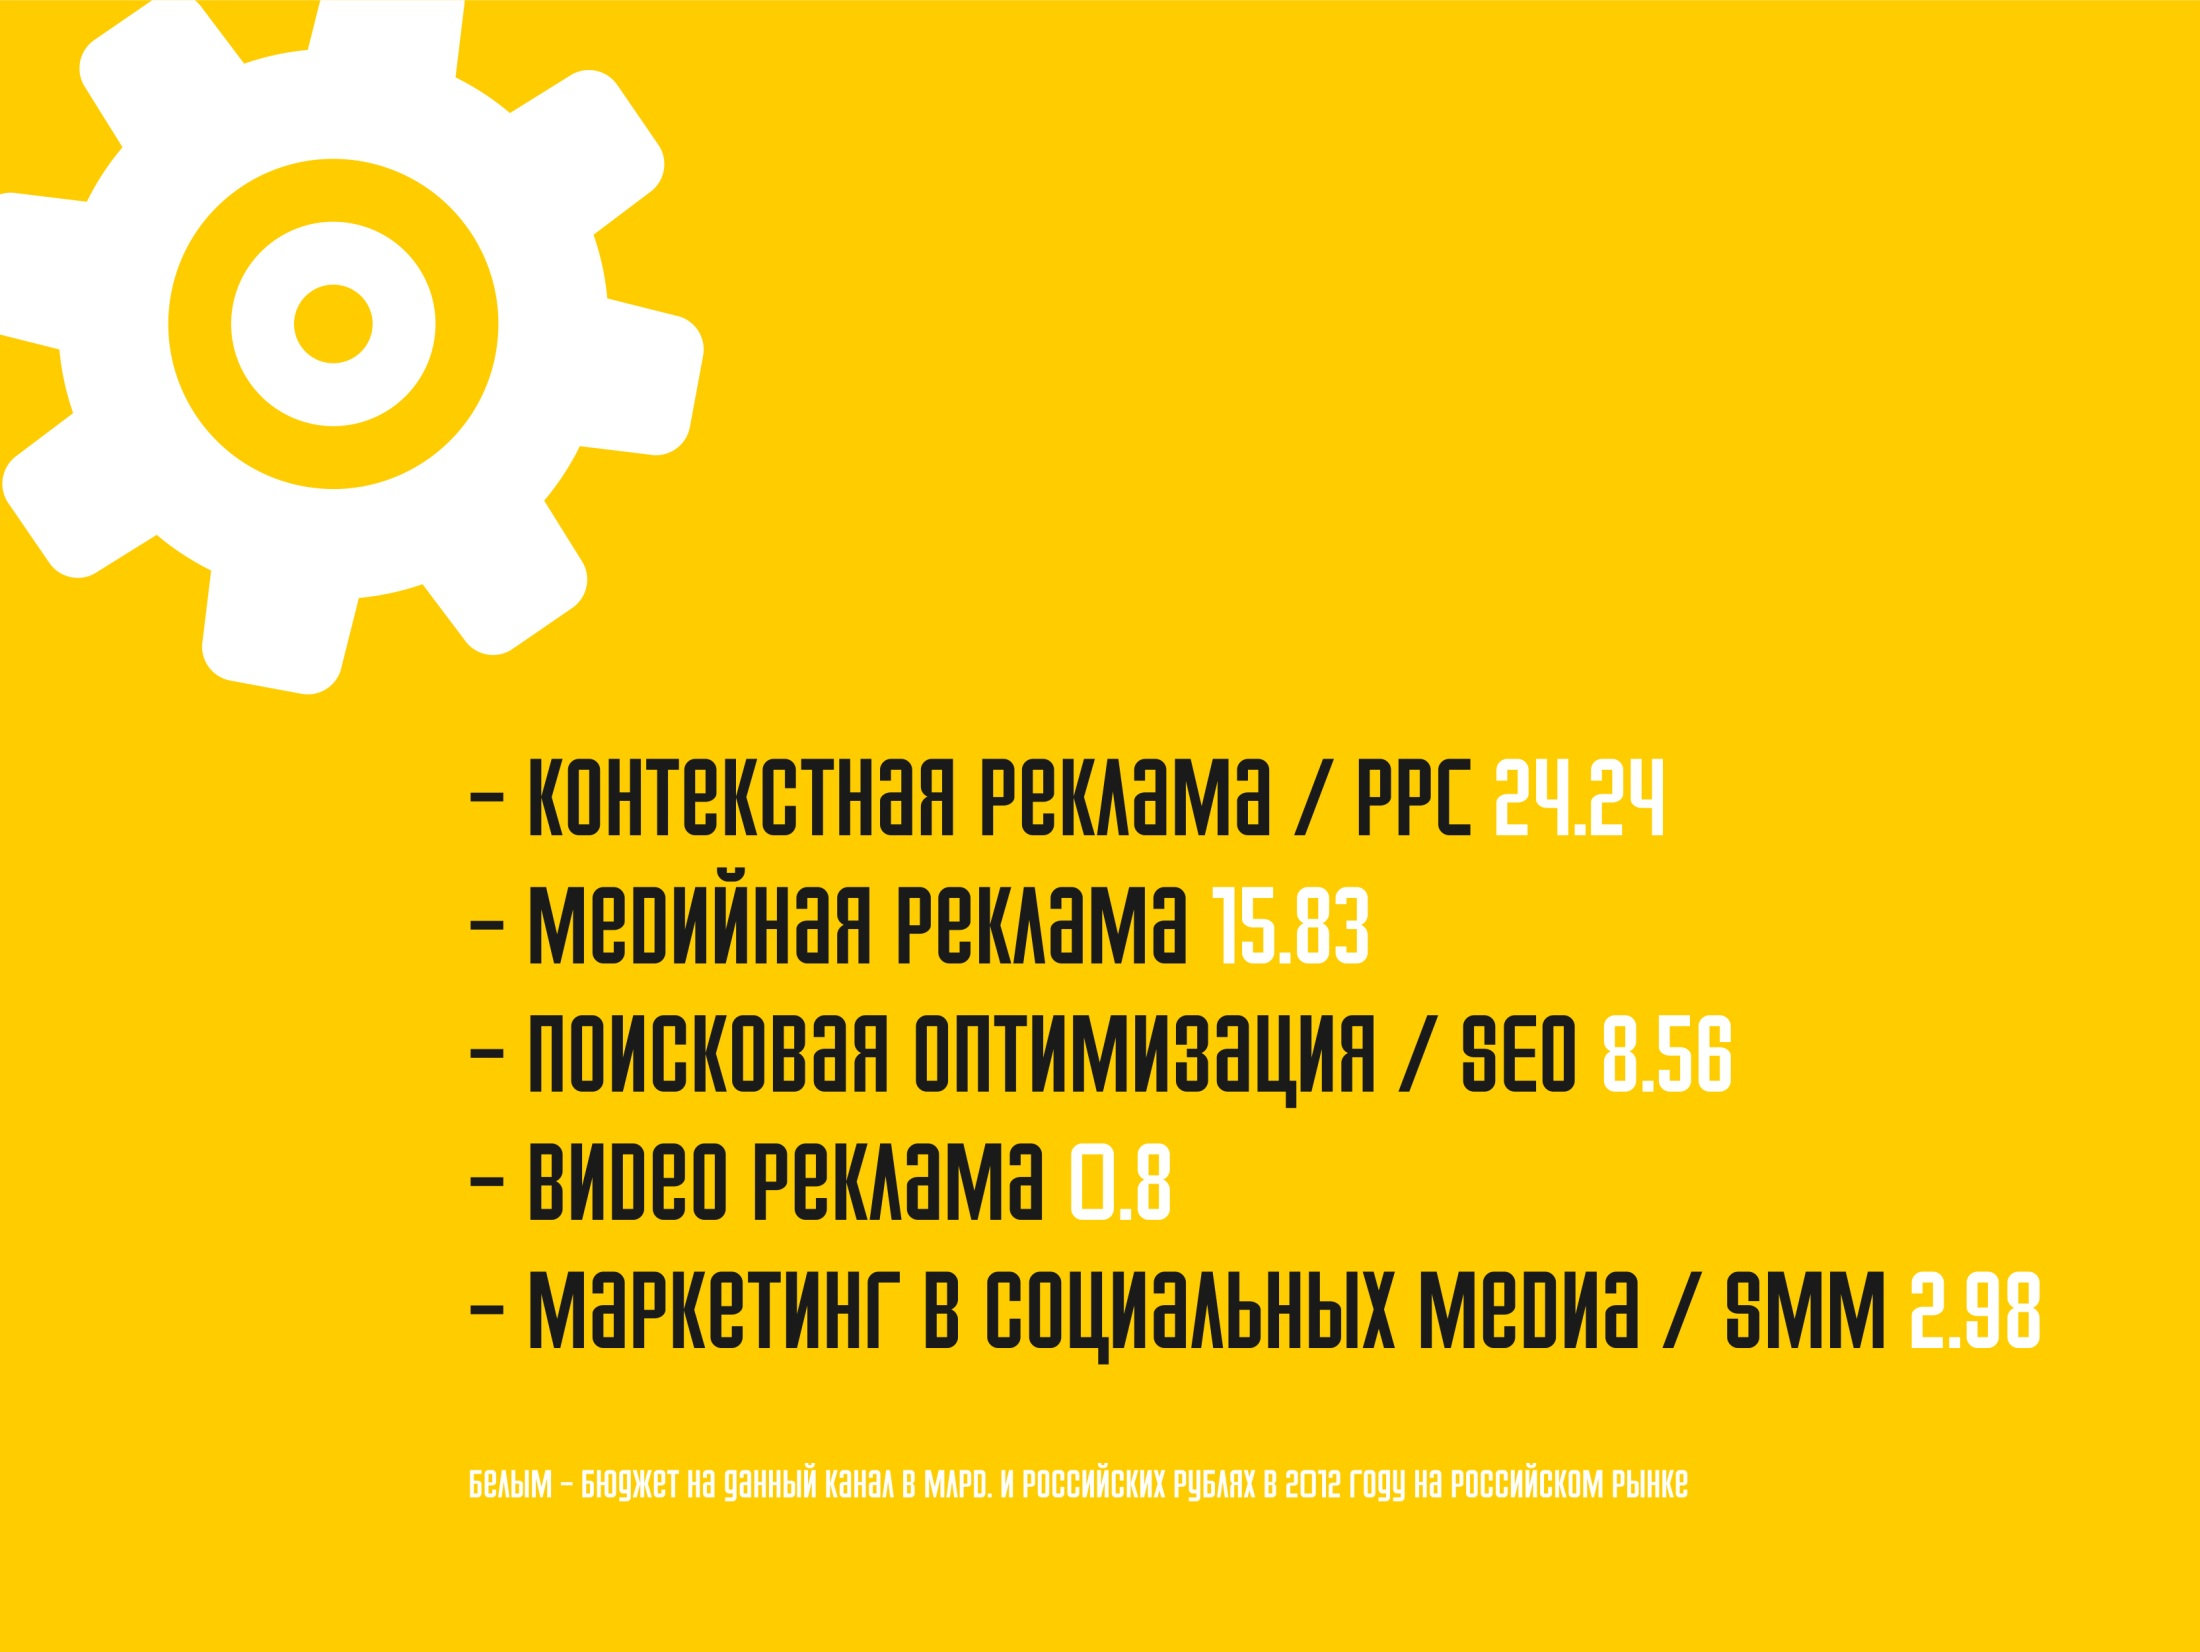 – контекстная реклама / PPC 24.24
– медийная реклама 15.83
– поисковая оптимизация / SEO 8.56
– видео реклама 0.8
– маркетинг в социальных медиа / SMM 2.98
Белым – бюджет на данный канал в млрд. и российских рублях в 2012 году на российском рынке